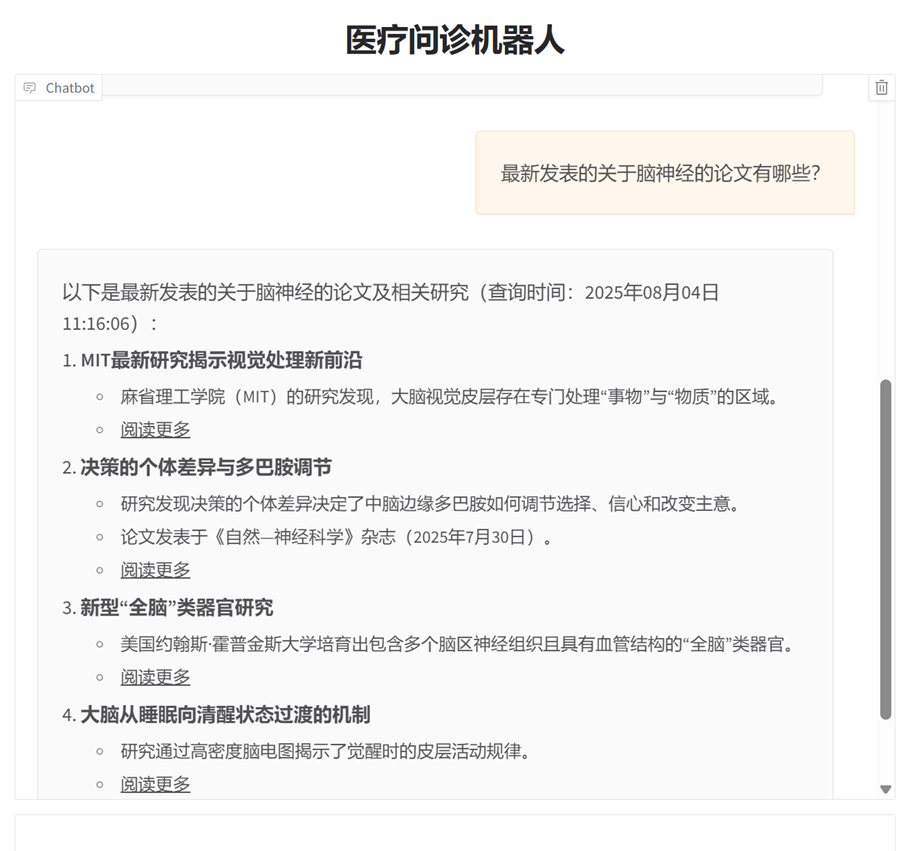 医疗问诊机器人
Chatbot
最新发表的关于脑神经的论文有哪些?
以下是最新发表的关于脑神经的论文及相关研究（查询时间：2025年08月04日
11:16:06）：
1. MIT最新研究揭示视觉处理新前沿
麻省理工学院（MIT）的研究发现，大脑视觉皮层存在专门处理“事物”与“物质”的区域。
阅读更多
2. 决策的个体差异与多巴胺调节
研究发现决策的个体差异决定了中脑边缘多巴胺如何调节选择、信心和改变主意。
论文发表于《自然—神经科学》杂志（2025年7月30日）。
阅读更多
3. 新型“全脑”类器官研究
美国约翰斯·霍普金斯大学培育出包含多个脑区神经组织且具有血管结构的“全脑”类器官。
阅读更多
4. 大脑从睡眠向清醒状态过渡的机制
研究通过高密度脑电图揭示了觉醒时的皮层活动规律。
阅读更多